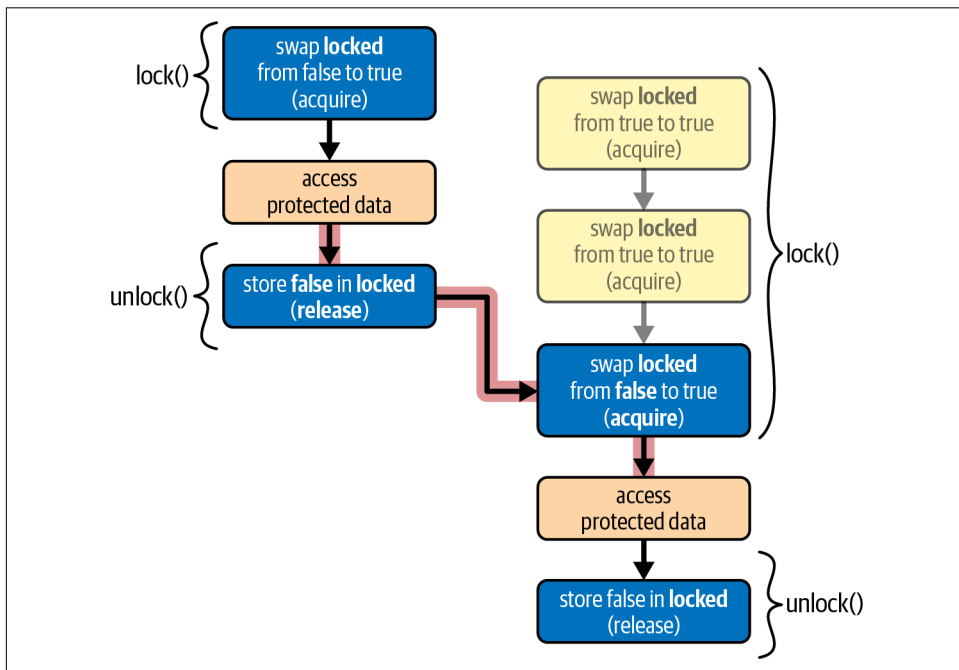 lock()
swap locked
from false to true
(acquire)
access
protected data
unlock()
store false in locked
(release)
swap locked
from true to true
(acquire)
swap locked
from true to true
(acquire)
lock()
swap locked
from false to true
(acquire)
access
protected data
store false in locked
(release)
unlock()